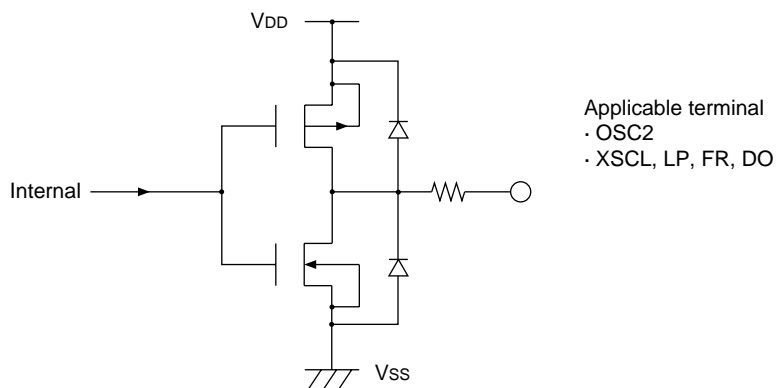 VDD
Applicable terminal
· OSC2
· XSCL, LP, FR, DO
Internal
VSS